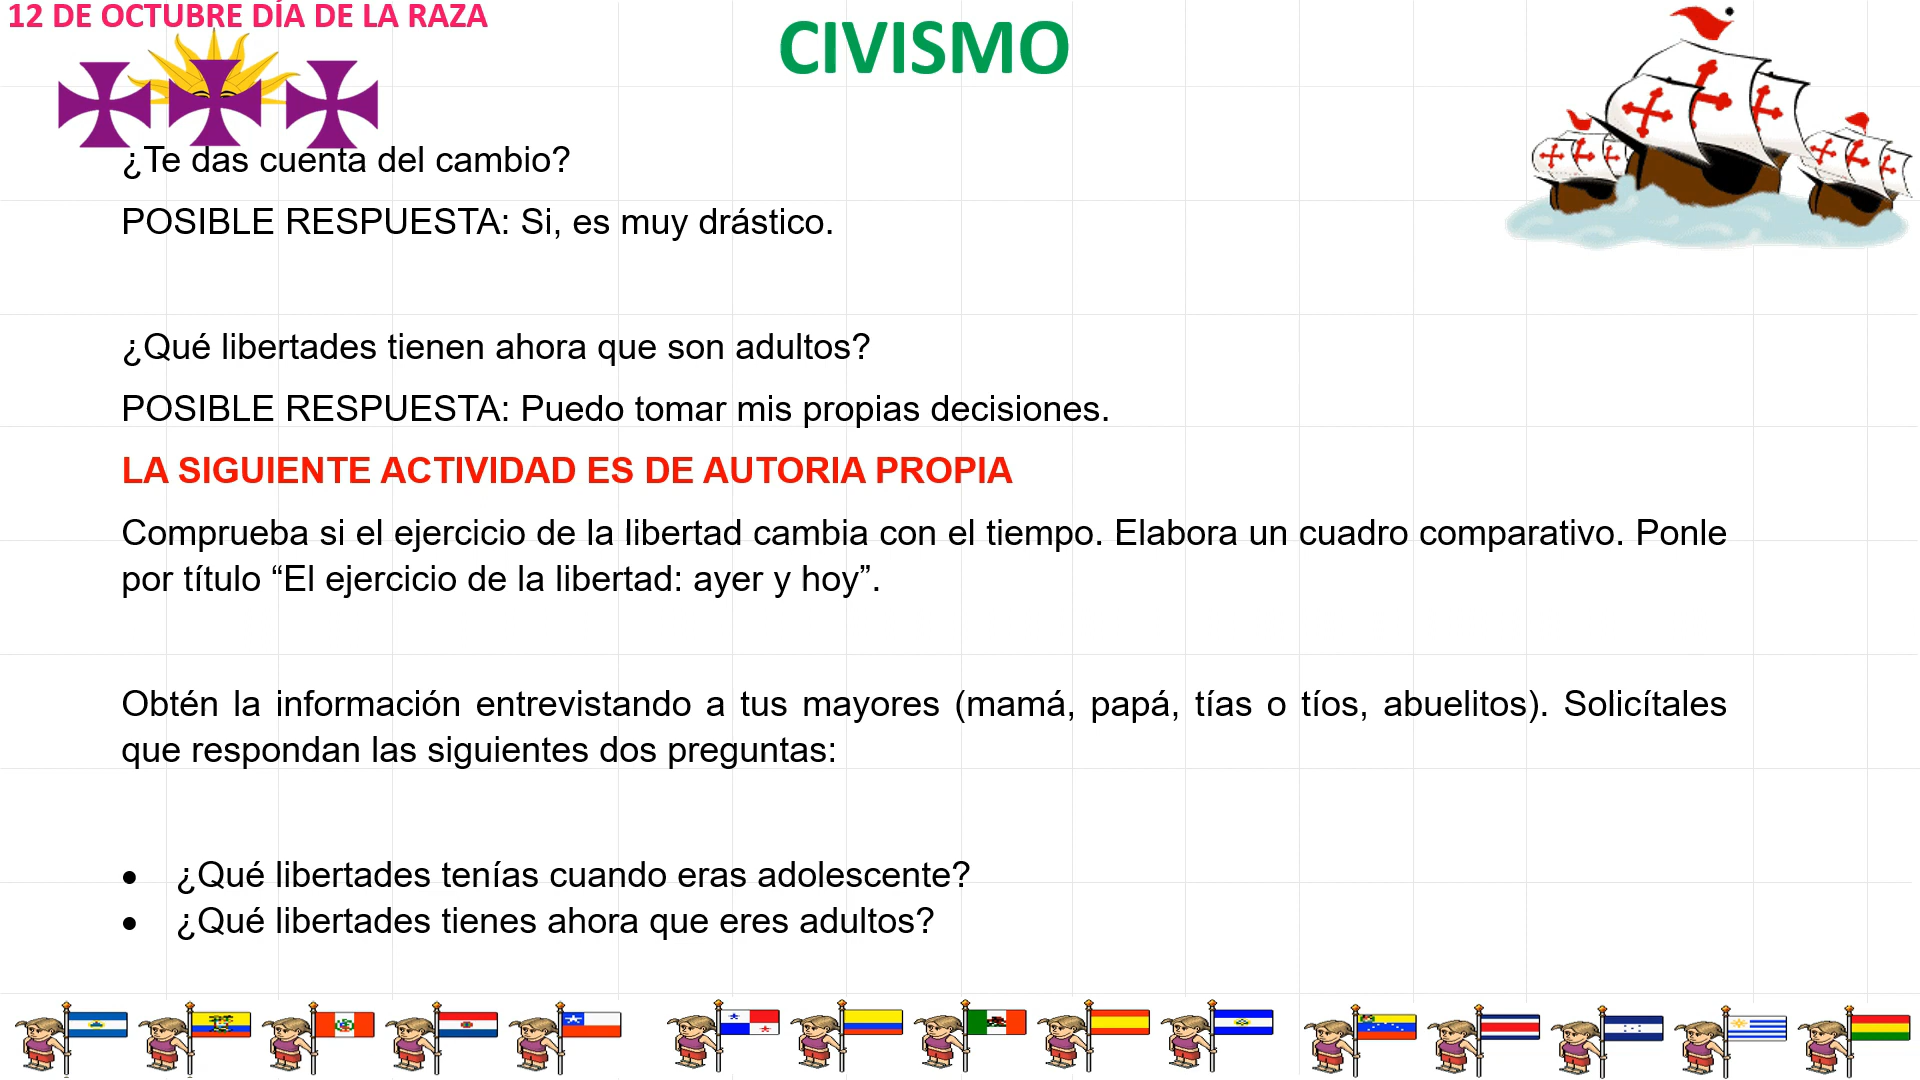 12 DE OCTUBRE DÍA DE LA RAZA
CIVISMO
¿Te das cuenta del cambio?
POSIBLE RESPUESTA: Si, es muy drástico.
¿Qué libertades tienen ahora que son adultos?
POSIBLE RESPUESTA: Puedo tomar mis propias decisiones.
LA SIGUIENTE ACTIVIDAD ES DE AUTORIA PROPIA
Comprueba si el ejercicio de la libertad cambia con el tiempo. Elabora un cuadro comparativo. Ponle
por título “El ejercicio de la libertad: ayer y hoy”.
Obtén la información entrevistando a tus mayores (mamá, papá, tías o tíos, abuelitos). Solicítales
que respondan las siguientes dos preguntas:
• ¿Qué libertades tenías cuando eras adolescente?
• ¿Qué libertades tienes ahora que eres adultos?